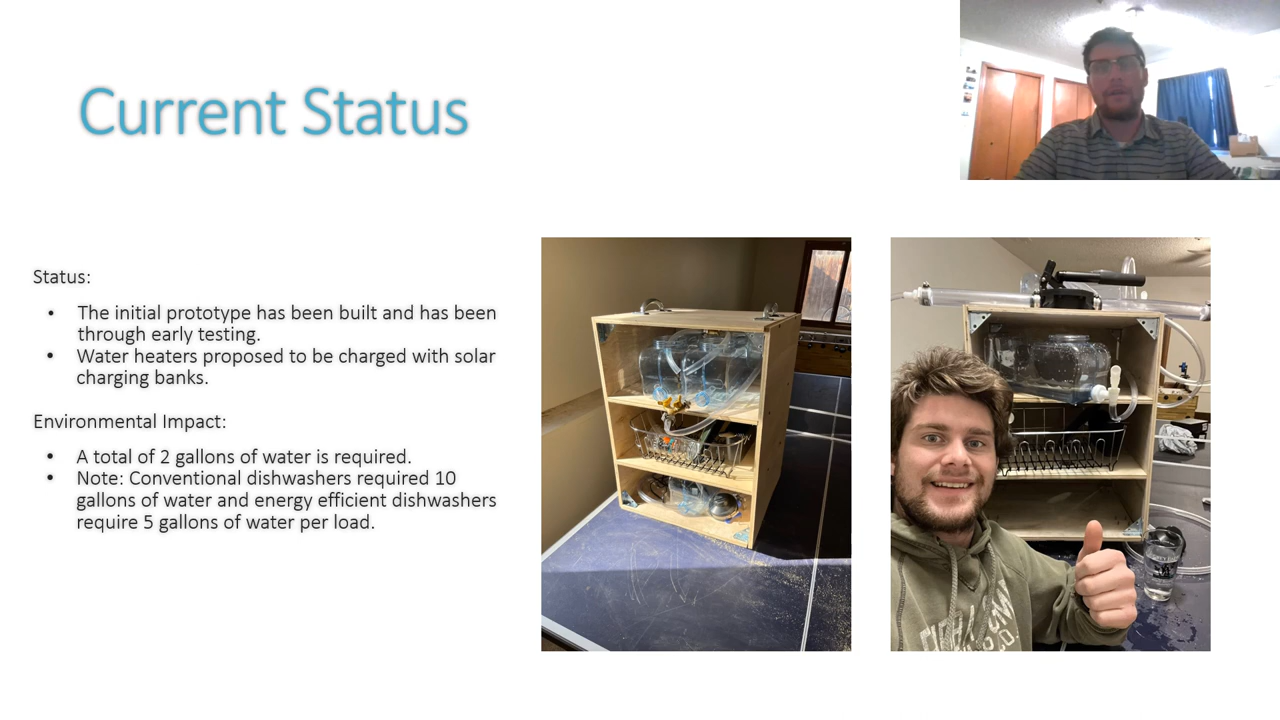 Current Status
Status:
• The initial prototype has been built and has been
through early testing.
• Water heaters proposed to be charged with solar
charging banks.
Environmental Impact:
• A total of 2 gallons of water is required.
• Note: Conventional dishwashers required 10
gallons of water and energy efficient dishwashers
require 5 gallons of water per load.